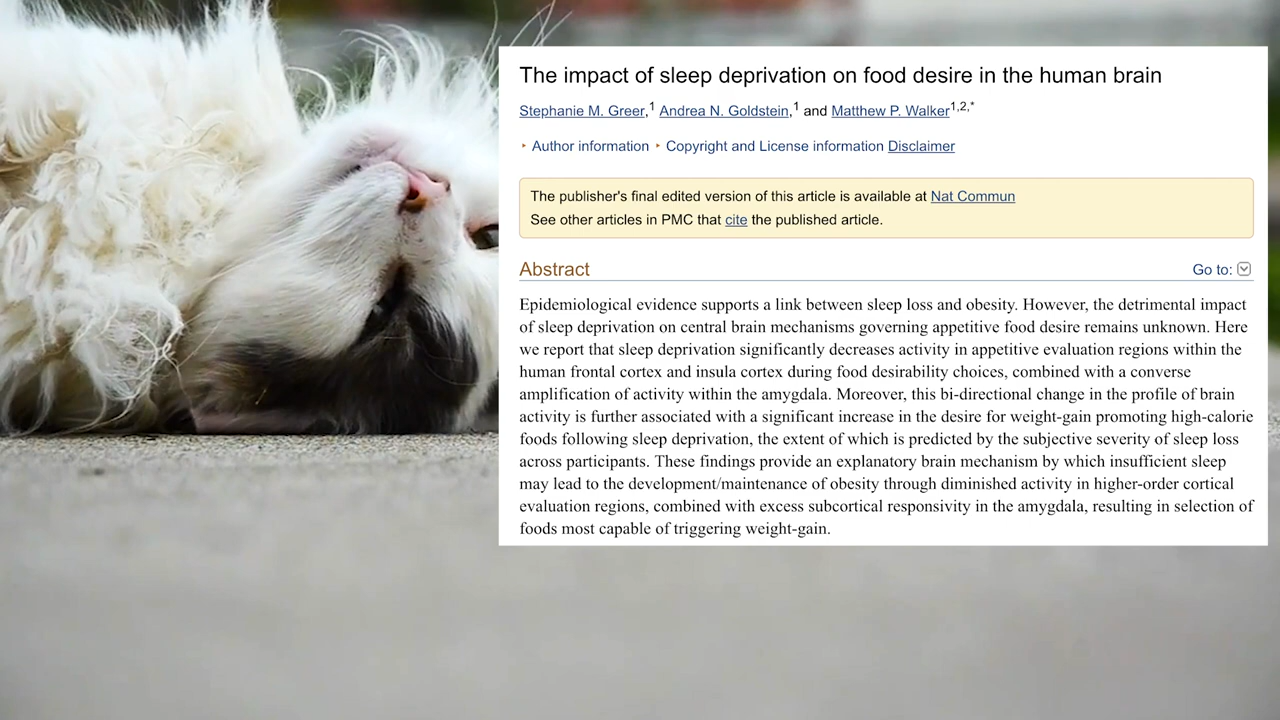 The impact of sleep deprivation on food desire in the human brain
Stephanie M. Greer,1 Andrea N. Goldstein,1 and Matthew P. Walker1,2,*
‣ Author information ‣ Copyright and License information Disclaimer
The publisher's final edited version of this article is available at Nat Commun
See other articles in PMC that cite the published article.
Abstract
Go to:
Epidemiological evidence supports a link between sleep loss and obesity. However, the detrimental impact
of sleep deprivation on central brain mechanisms governing appetitive food desire remains unknown. Here
we report that sleep deprivation significantly decreases activity in appetitive evaluation regions within the
human frontal cortex and insula cortex during food desirability choices, combined with a converse
amplification of activity within the amygdala. Moreover, this bi-directional change in the profile of brain
activity is further associated with a significant increase in the desire for weight-gain promoting high-calorie
foods following sleep deprivation, the extent of which is predicted by the subjective severity of sleep loss
across participants. These findings provide an explanatory brain mechanism by which insufficient sleep
may lead to the development/maintenance of obesity through diminished activity in higher-order cortical
evaluation regions, combined with excess subcortical responsivity in the amygdala, resulting in selection of
foods most capable of triggering weight-gain.